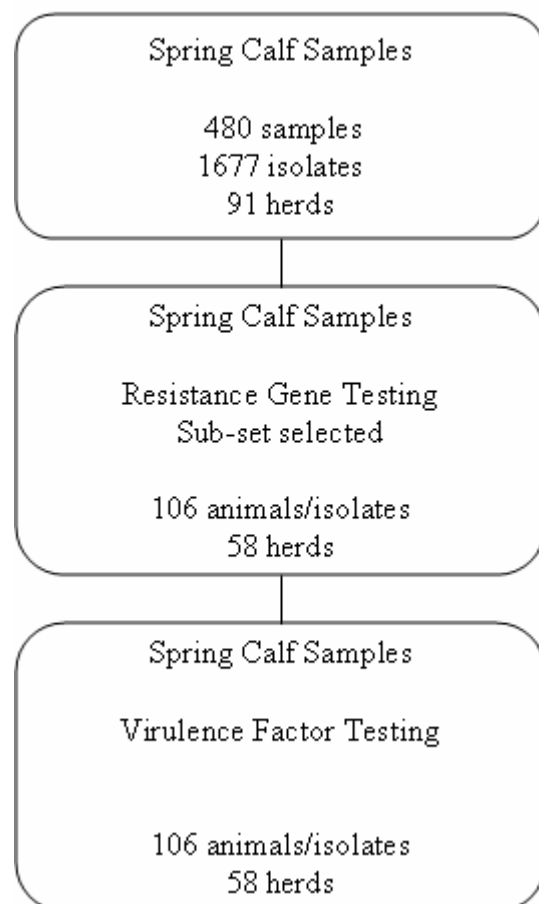 Spring Calf Samples
480 samples
1677 isolates
91 herds
Spring Calf Samples
Resistance Gene Testing
Sub-set selected
106 animals/isolates
58 herds
Spring Calf Samples
Virulence Factor Testing
106 animals/isolates
58 herds